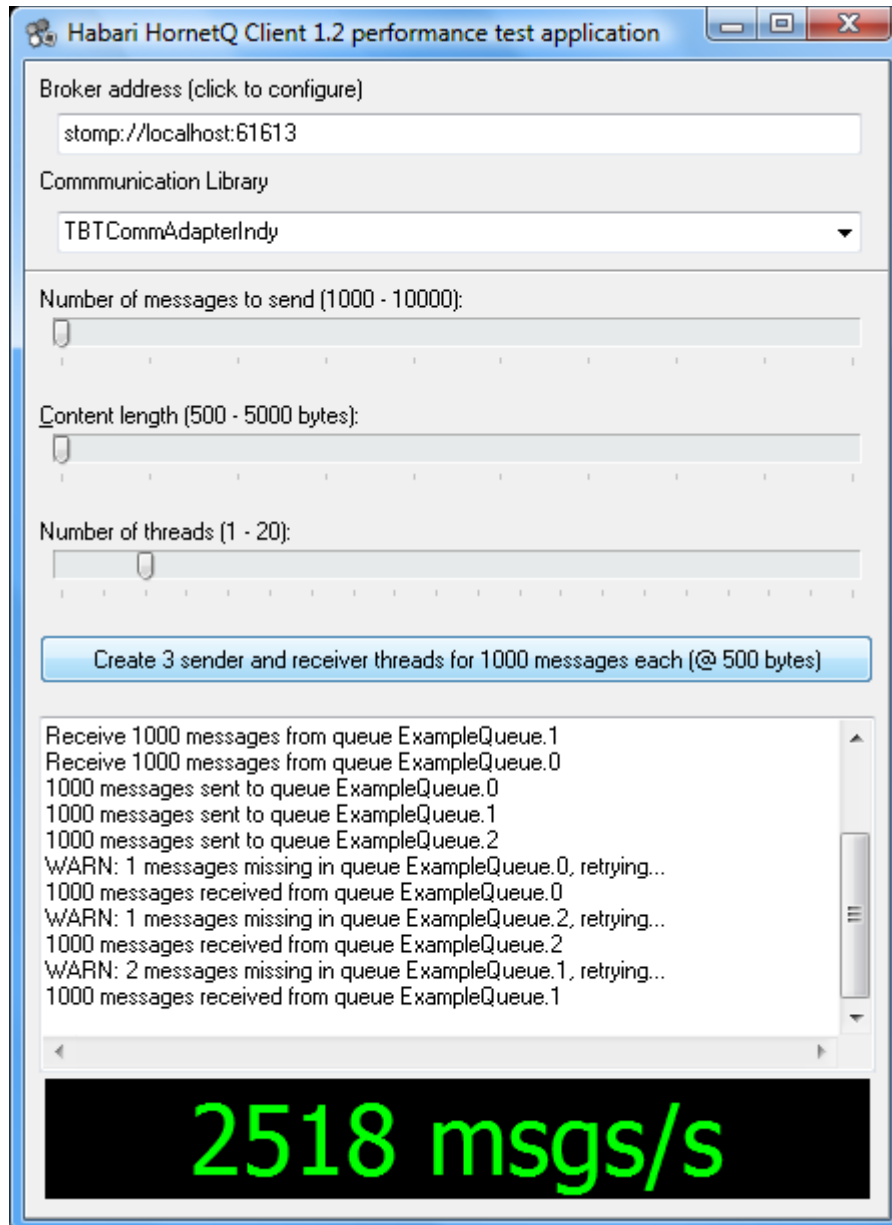 Habari HornetQ Client 1.2 performance test application
Broker address (click to configure)
stomp://localhost:61613
Commmunication Library
TBTCommAdapterIndy
Number of messages to send (1000 - 10000):
Content length (500 - 5000 bytes):
Number of threads (1 - 20):
Create 3 sender and receiver threads for 1000 messages each (@ 500 bytes)
Receive 1000 messages from queue ExampleQueue.1
Receive 1000 messages from queue ExampleQueue.0
1000 messages sent to queue ExampleQueue.0
1000 messages sent to queue ExampleQueue.1
1000 messages sent to queue ExampleQueue.2
WARN: 1 messages missing in queue ExampleQueue.0, retrying...
1000 messages received from queue ExampleQueue.0
WARN: 1 messages missing in queue ExampleQueue.2, retrying...
1000 messages received from queue ExampleQueue.2
WARN: 2 messages missing in queue ExampleQueue.1, retrying...
1000 messages received from queue ExampleQueue.1
2518 msgs/s